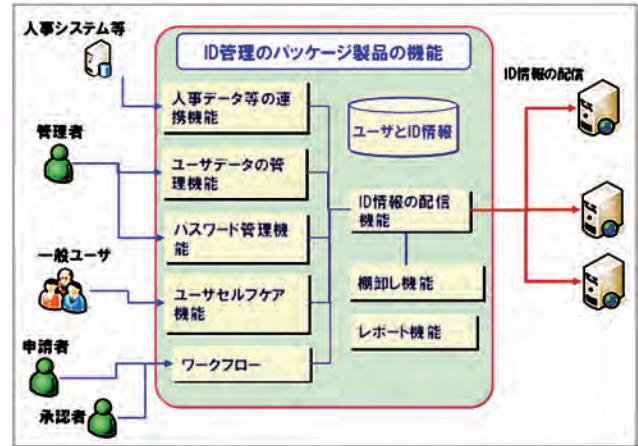 人事システム等
ID管理のパッケージ製品の機能
ID情報の配信
人事データ等の連
携機能
ユーザとID情報
管理者
ユーザデータの管
理機能
ID情報の配信
機能
パスワード管理機
能
一般ユーザ
ユーザセルフケア
機能
棚卸し機能
レポート機能
申請者
ワークフロー
承認者